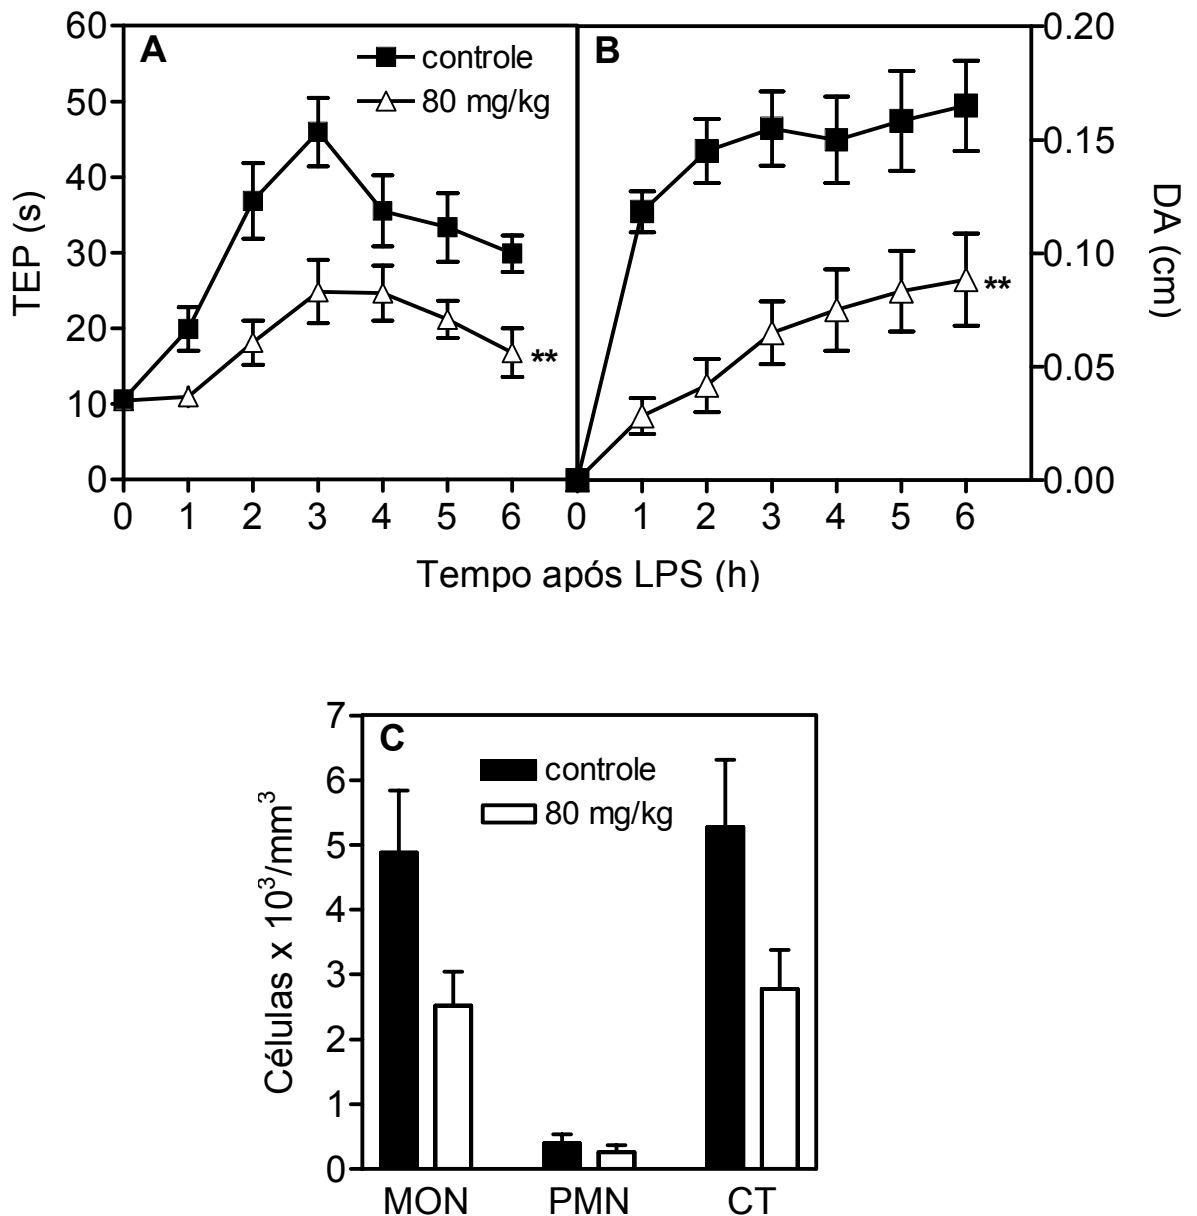 A
controle
80 mg/kg
B
60
50
40
30
20
10
0
TEP (s)
0.20
0.15
0.10
0.05
0.00
DA (cm)
**
**
0 1 2 3 4 5 6
0 1 2 3 4 5 6
Tempo após LPS (h)
C
controle
80 mg/kg
7
6
5
4
3
2
1
0
Células x 10³/mm³
MON PMN CT